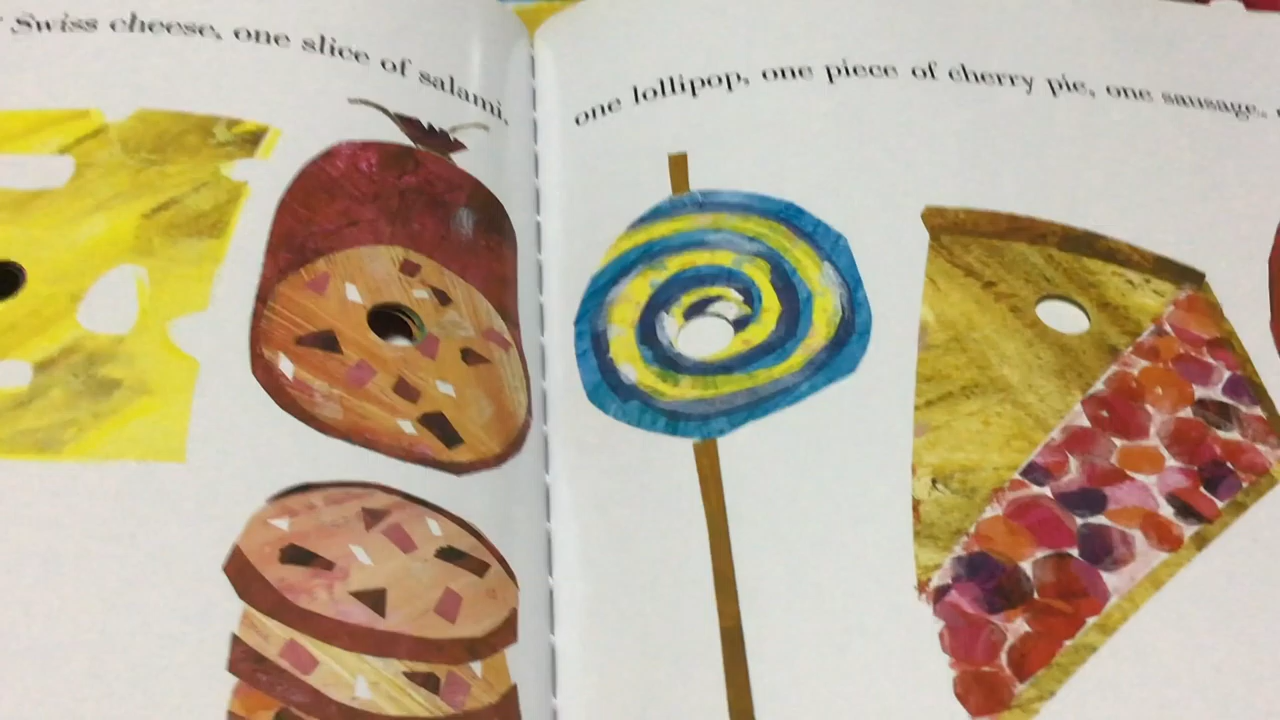 Swiss cheese, one slice of salami,
one lollipop, one piece of cherry pie, one sausage,